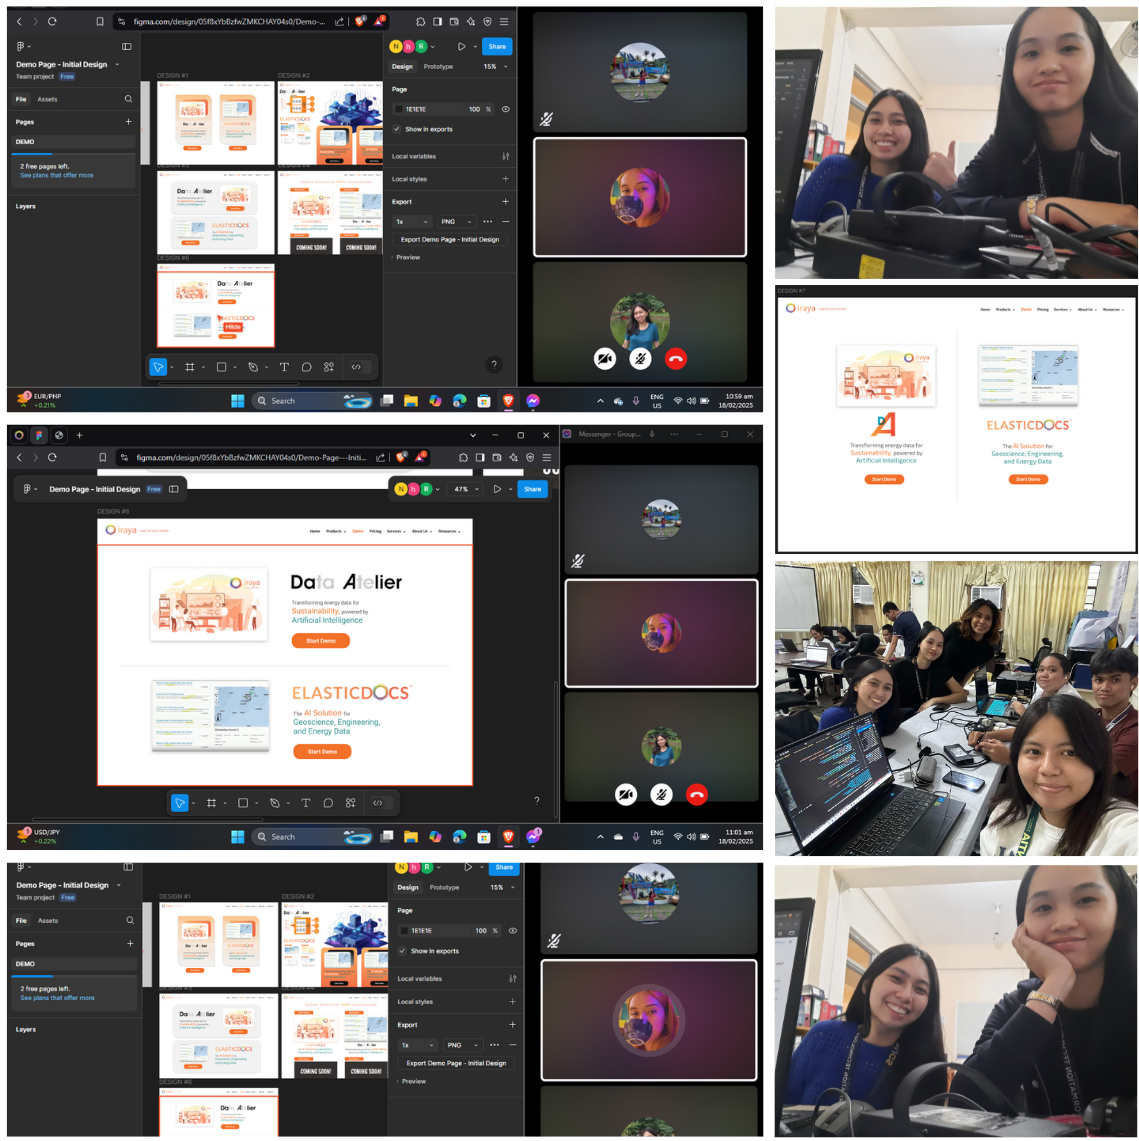 figma.com/design/05f8xYbBzfwZMKCHAY04s0/Demo-...
Demo Page - Initial Design
Team project Free
File Assets
Pages
DEMO
2 free pages left.
See plans that offer more
Layers
DESIGN #1
DESIGN #2
Data Atelier
ELASTICDOCS
COMING SOON!
COMING SOON!
DESIGN #6
Data Atelier
ELASTICDOCS
Hilde
N h R
Share
Design Prototype 15%
Page
1E1E1E 100 %
Show in exports
Local variables
Local styles
Export
1x PNG
Export Demo Page - Initial Design
Preview
EUR/PHP
+0.21%
Search
ENG
US
10:59 am
18/02/2025
DESIGN #7
iraya
Home Products Demo Pricing Services About Us Resources
iraya
Transforming energy data for
Sustainability, powered by
Artificial Intelligence
Start Demo
ELASTICDOCS
The AI Solution for
Geoscience, Engineering,
and Energy Data
Start Demo
figma.com/design/05f8xYbBzfwZMKCHAY04s0/Demo-Page---Initi...
Messenger - Group...
Demo Page - Initial Design Free
N h R 47% Share
iraya
Home Products Demo Pricing Services About Us Resources
iraya
Data Atelier
Transforming energy data for
Sustainability, powered by
Artificial Intelligence
Start Demo
ELASTICDOCS™
The AI Solution for
Geoscience, Engineering,
and Energy Data
Start Demo
USD/JPY
+0.22%
Search
ENG
US
11:01 am
18/02/2025
Demo Page - Initial Design
Team project Free
File Assets
Pages
DEMO
2 free pages left.
See plans that offer more
Layers
DESIGN #1
DESIGN #2
Data Atelier
ELASTICDOCS
COMING SOON!
COMING SOON!
Data Atelier
N h R
Share
Design Prototype 15%
Page
1E1E1E 100 %
Show in exports
Local variables
Local styles
Export
1x PNG
Export Demo Page - Initial Design
Preview